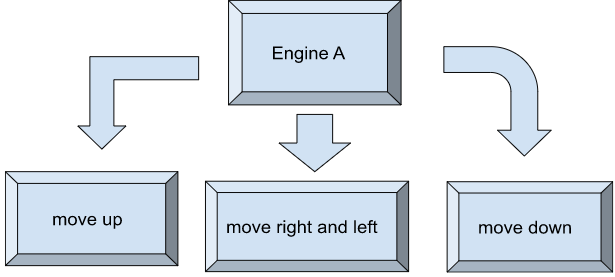 Engine A
move up
move right and left
move down